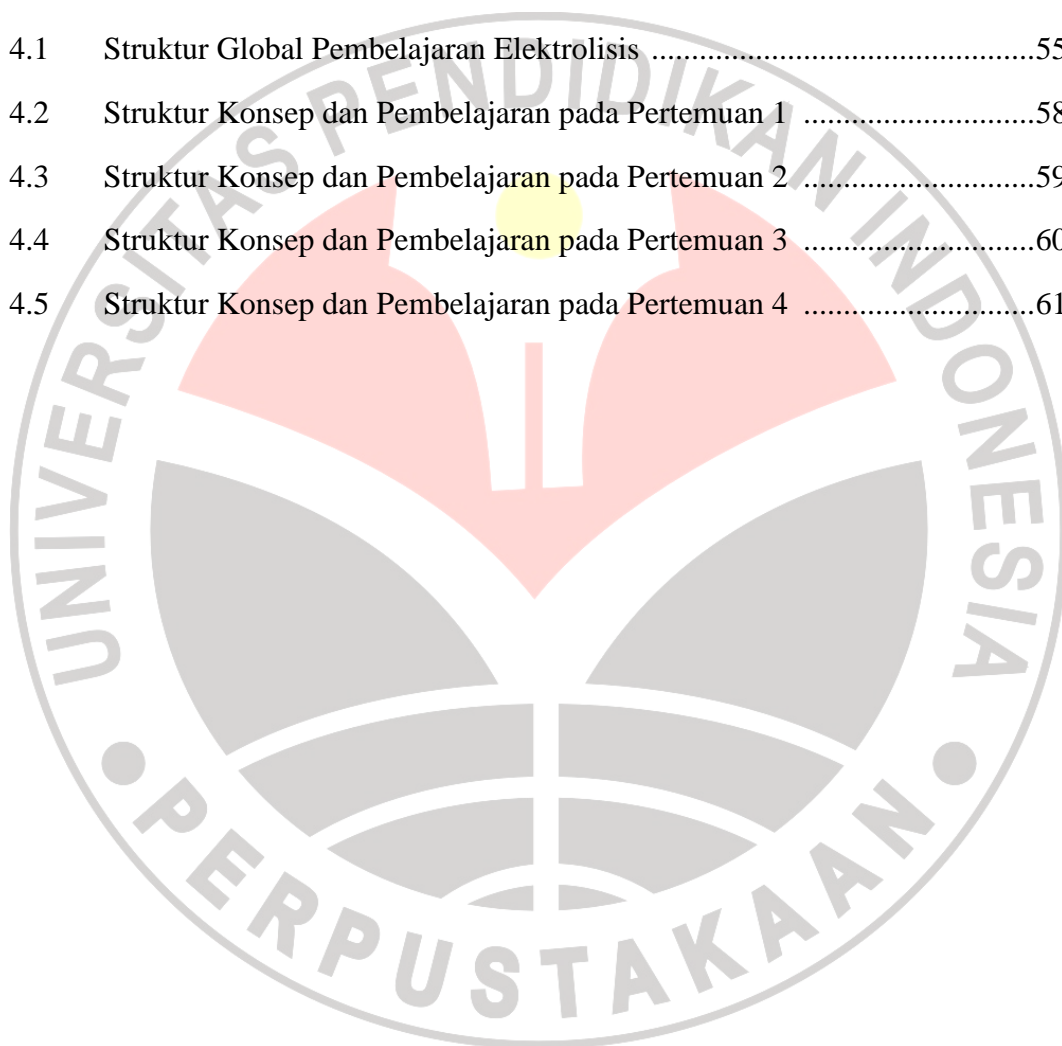 4.1 Struktur Global Pembelajaran Elektrolisis ................................................55
4.2 Struktur Konsep dan Pembelajaran pada Pertemuan 1 .............................58
4.3 Struktur Konsep dan Pembelajaran pada Pertemuan 2 .............................59
4.4 Struktur Konsep dan Pembelajaran pada Pertemuan 3 .............................60
4.5 Struktur Konsep dan Pembelajaran pada Pertemuan 4 .............................61
UNIVERSITAS PENDIDIKAN INDONESIA
PERPUSTAKAAN